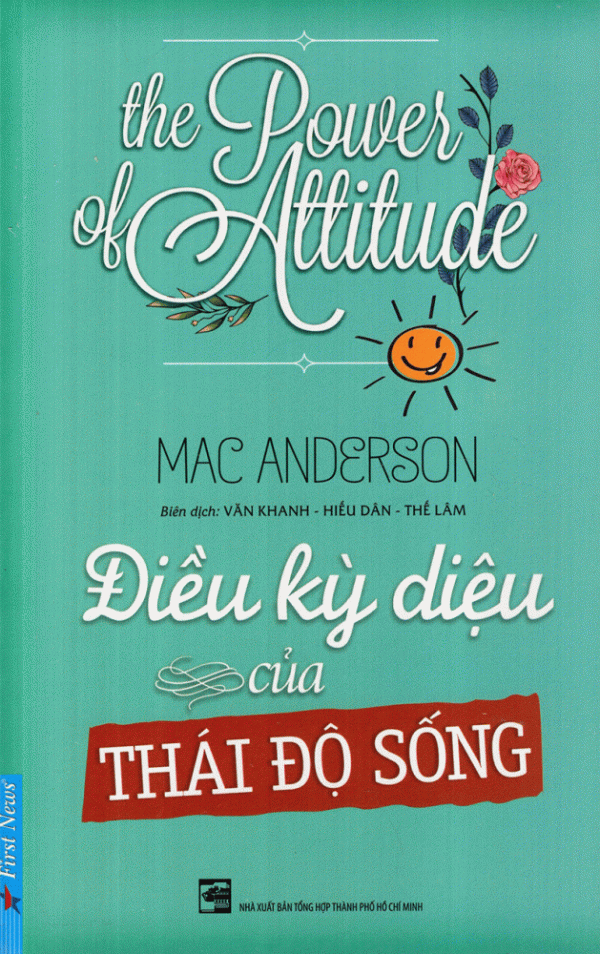 the Power
of Attitude
MAC ANDERSON
Biên dịch: VĂN KHANH - HIẾU DÂN - THẾ LÂM
Điều kỳ diệu
của
THÁI ĐỘ SỐNG
First News
NHÀ XUẤT BẢN TỔNG HỢP THÀNH PHỐ HỒ CHÍ MINH